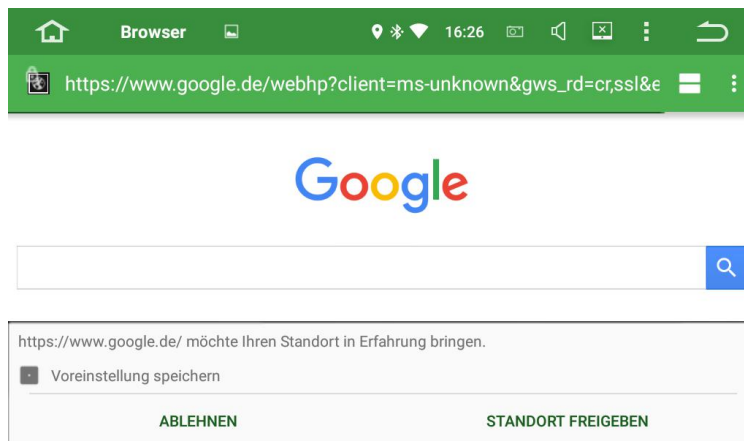 Browser 16:26
https://www.google.de/webhp?client=ms-unknown&gws_rd=cr,ssl&e
Google
https://www.google.de/ möchte Ihren Standort in Erfahrung bringen.
Voreinstellung speichern
ABLEHNEN STANDORT FREIGEBEN